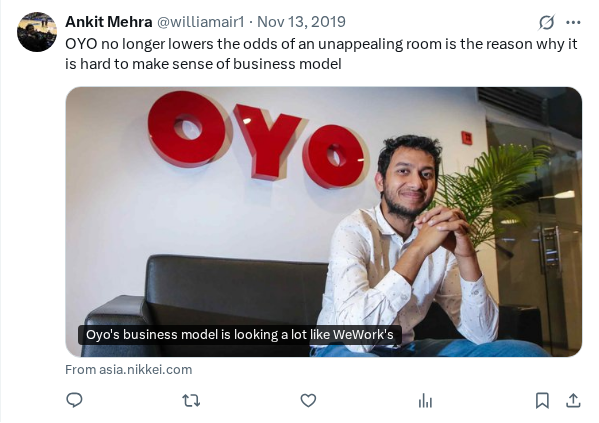 Ankit Mehra @williamair1 · Nov 13, 2019
OYO no longer lowers the odds of an unappealing room is the reason why it
is hard to make sense of business model
OYO
Oyo's business model is looking a lot like WeWork's
From asia.nikkei.com